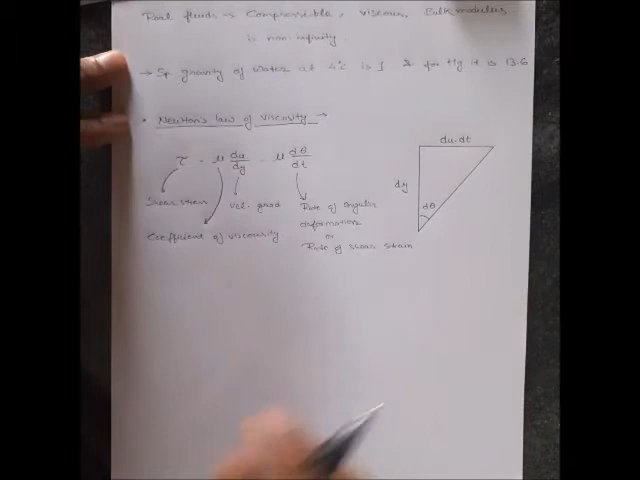 Real fluids → Compressible, viscous, Bulk modulus
is non infinity.
→ Sp gravity of water at 4°C is 1 & for Hg it is 13.6
* Newton's law of viscosity →
τ = μ du/dy = μ dθ/dt
du.dt
dy
dθ
Shear stress
Vel. grad
Rate of angular
deformation
or
Rate of shear strain
Coefficient of viscosity